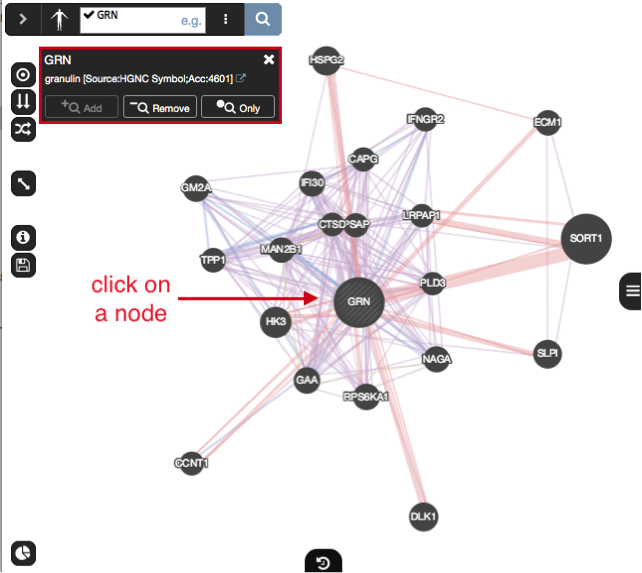 GRN
e.g.
GRN
granulin [Source:HGNC Symbol;Acc:4601]
Add
Remove
Only
HSPG2
IFNGR2
ECM1
CAPG
IFI30
GM2A
LRPAP1
CTSD
PSAP
SORT1
MAN2B1
TPP1
PLD3
click on
a node
GRN
HK3
SLPI
NAGA
GAA
RPS6KA1
CCNT1
DLK1